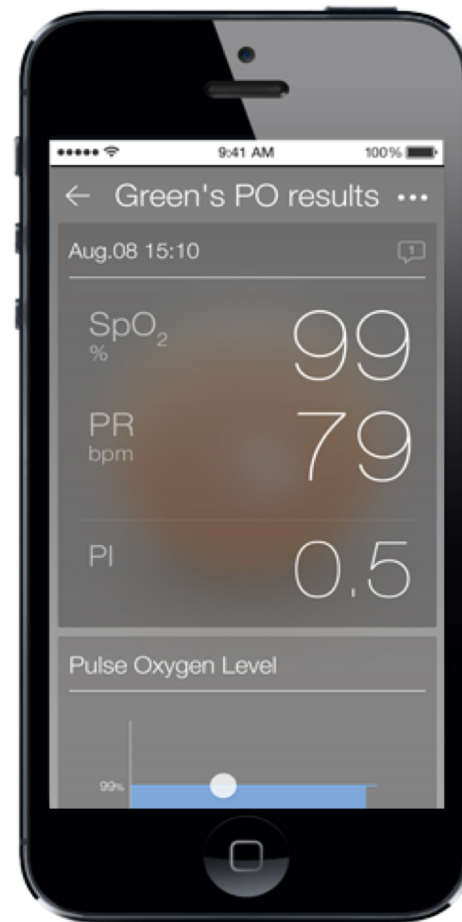 9:41 AM 100%
Green's PO results
Aug.08 15:10 1
SpO₂ 99
%
PR 79
bpm
PI 0.5
Pulse Oxygen Level
99%